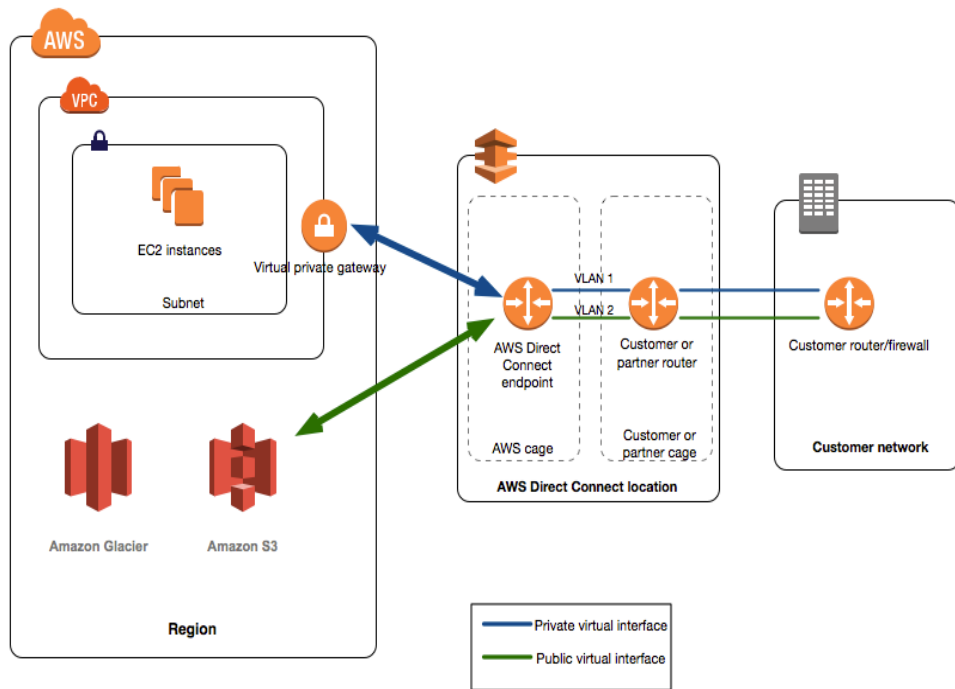 AWS
VPC
EC2 instances
Subnet
Virtual private gateway
Amazon Glacier
Amazon S3
Region
VLAN 1
VLAN 2
AWS Direct
Connect
endpoint
Customer or
partner router
AWS cage
Customer or
partner cage
AWS Direct Connect location
Customer router/firewall
Customer network
Private virtual interface
Public virtual interface